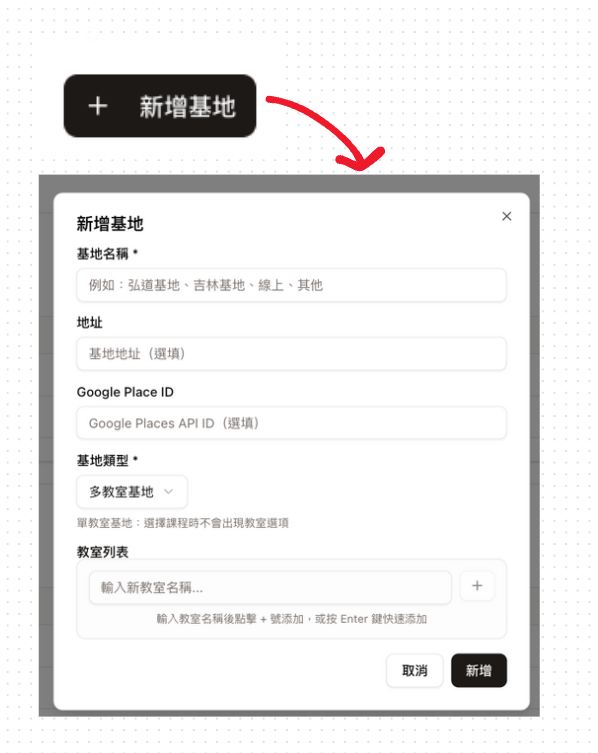 + 新增基地
新增基地
基地名稱 *
例如：弘道基地、吉林基地、線上、其他
地址
基地地址（選填）
Google Place ID
Google Places API ID（選填）
基地類型 *
多教室基地
單教室基地：選擇課程時不會出現教室選項
教室列表
輸入新教室名稱...
+
輸入教室名稱後點擊 + 號添加，或按 Enter 鍵快速添加
取消 新增